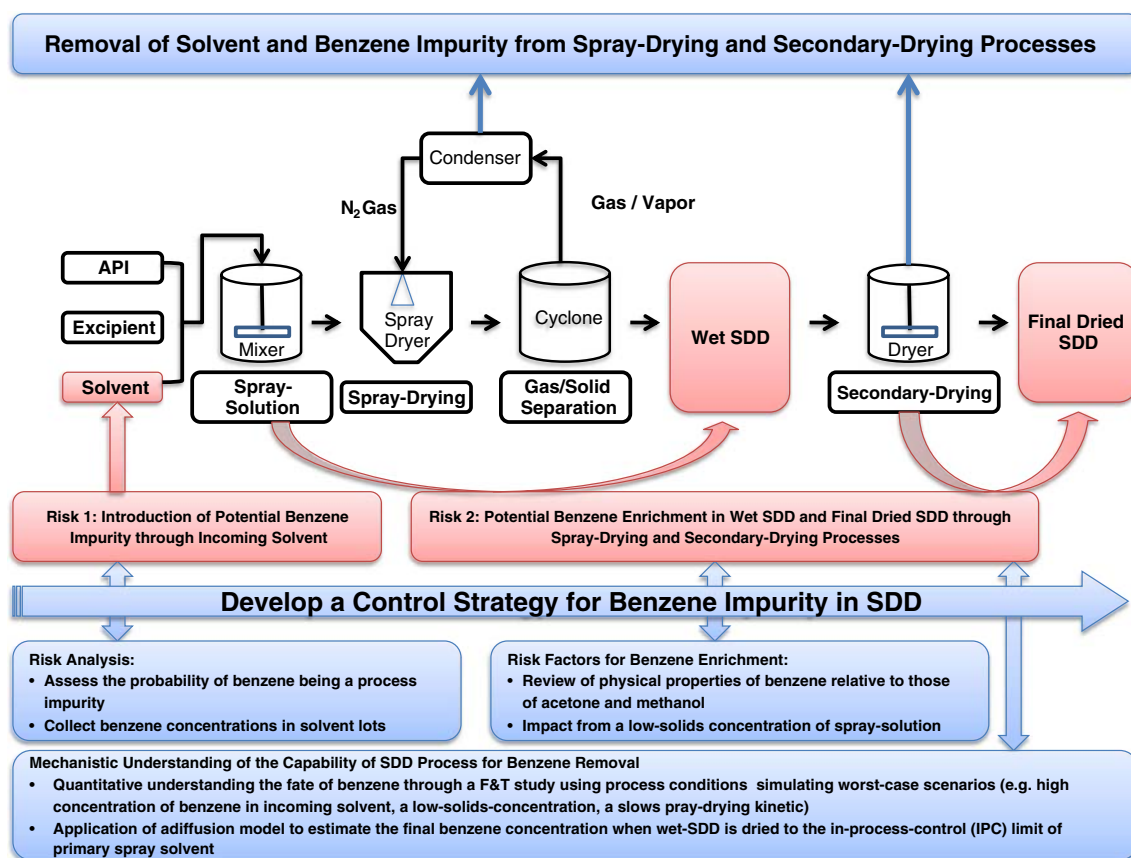 Removal of Solvent and Benzene Impurity from Spray-Drying and Secondary-Drying Processes
Condenser
N2 Gas
Gas / Vapor
API
Excipient
Solvent
Mixer
Spray
Dryer
Cyclone
Wet SDD
Dryer
Final Dried
SDD
Spray-
Solution
Spray-Drying
Gas/Solid
Separation
Secondary-Drying
Risk 1: Introduction of Potential Benzene
Impurity through Incoming Solvent
Risk 2: Potential Benzene Enrichment in Wet SDD and Final Dried SDD through
Spray-Drying and Secondary-Drying Processes
Develop a Control Strategy for Benzene Impurity in SDD
Risk Analysis:
• Assess the probability of benzene being a process
impurity
• Collect benzene concentrations in solvent lots
Risk Factors for Benzene Enrichment:
• Review of physical properties of benzene relative to those
of acetone and methanol
• Impact from a low-solids concentration of spray-solution
Mechanistic Understanding of the Capability of SDD Process for Benzene Removal
• Quantitative understanding the fate of benzene through a F&T study using process conditions simulating worst-case scenarios (e.g. high
concentration of benzene in incoming solvent, a low-solids-concentration, a slows pray-drying kinetic)
• Application of adiffusion model to estimate the final benzene concentration when wet-SDD is dried to the in-process-control (IPC) limit of
primary spray solvent